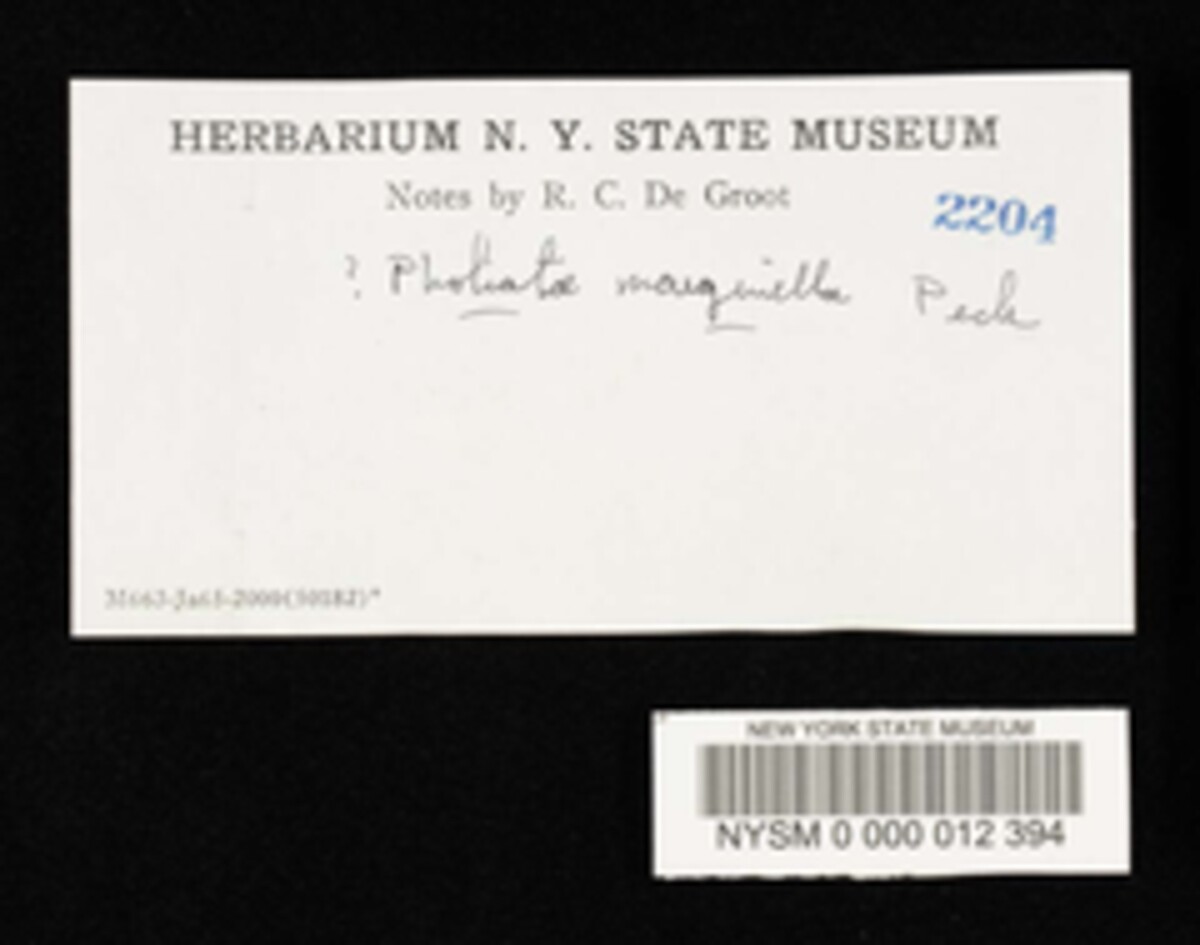 HERBARIUM N. Y. STATE MUSEUM
Notes by R. C. De Groot
2204
? Pholiota marginella Peck
NEW YORK STATE MUSEUM
NYSM 0 000 012 394